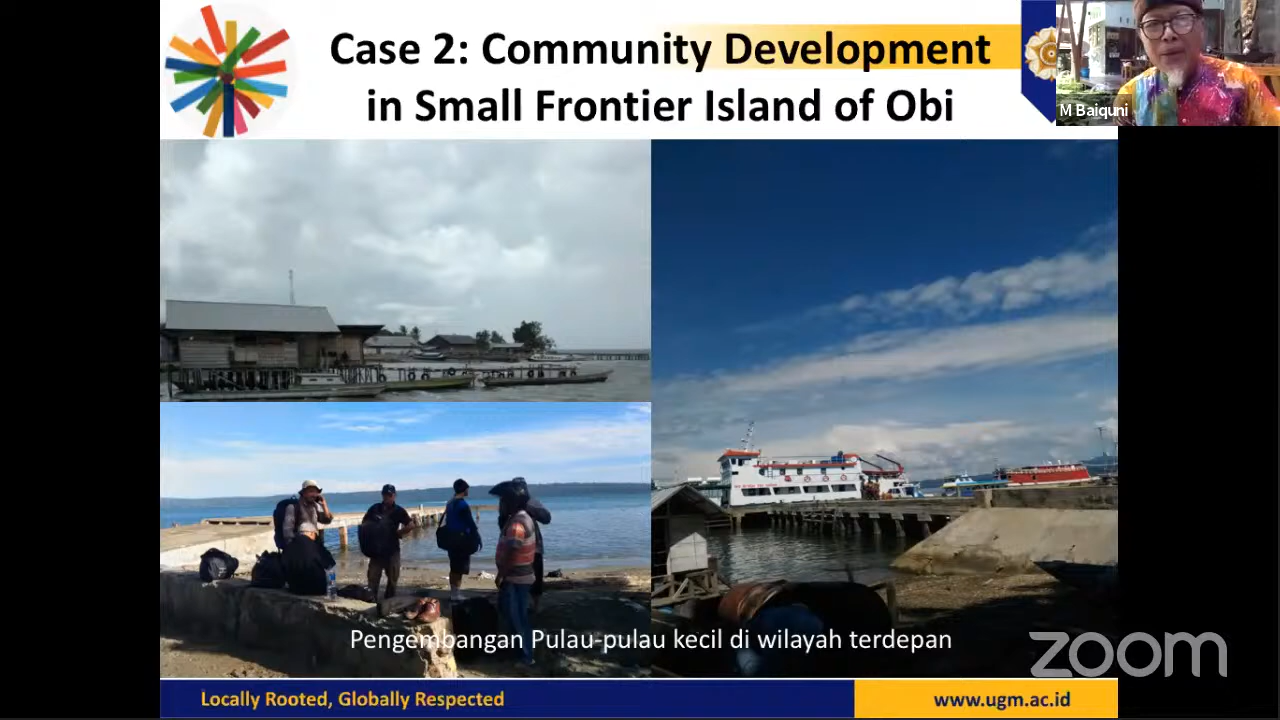 Case 2: Community Development
in Small Frontier Island of Obi
M Baiquni
Pengembangan Pulau-pulau kecil di wilayah terdepan
zoom
Locally Rooted, Globally Respected
www.ugm.ac.id